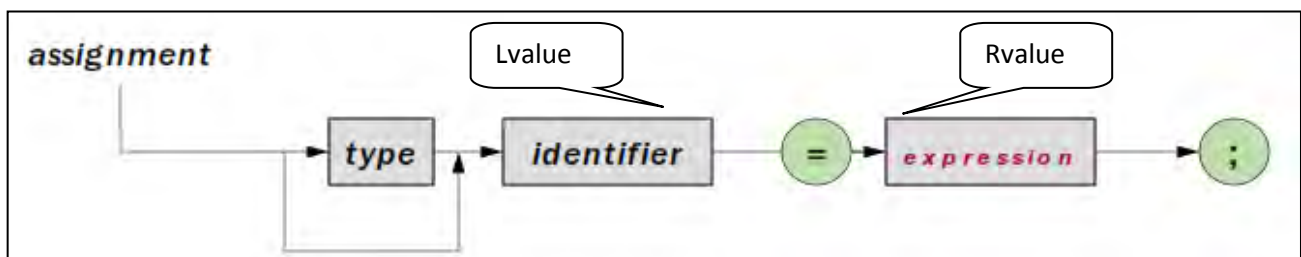 assignment
Lvalue
Rvalue
type identifier = expression ;